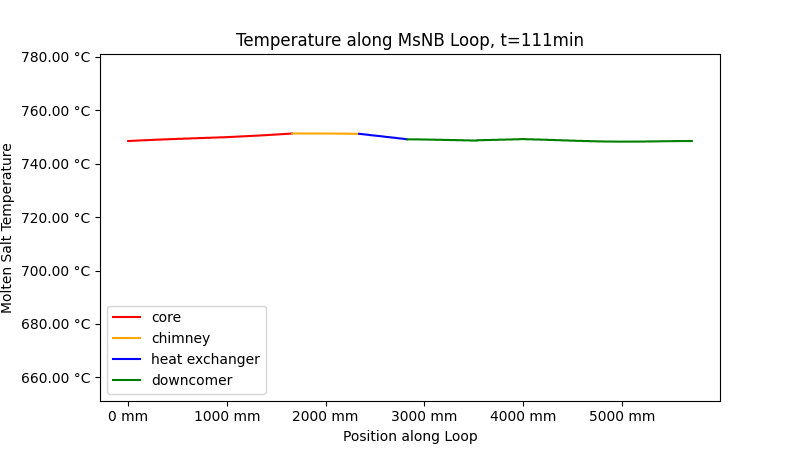 Temperature along MsNB Loop, t=111min
780.00 °C
760.00 °C
740.00 °C
720.00 °C
700.00 °C
680.00 °C
660.00 °C
Molten Salt Temperature
core
chimney
heat exchanger
downcomer
0 mm 1000 mm 2000 mm 3000 mm 4000 mm 5000 mm
Position along Loop